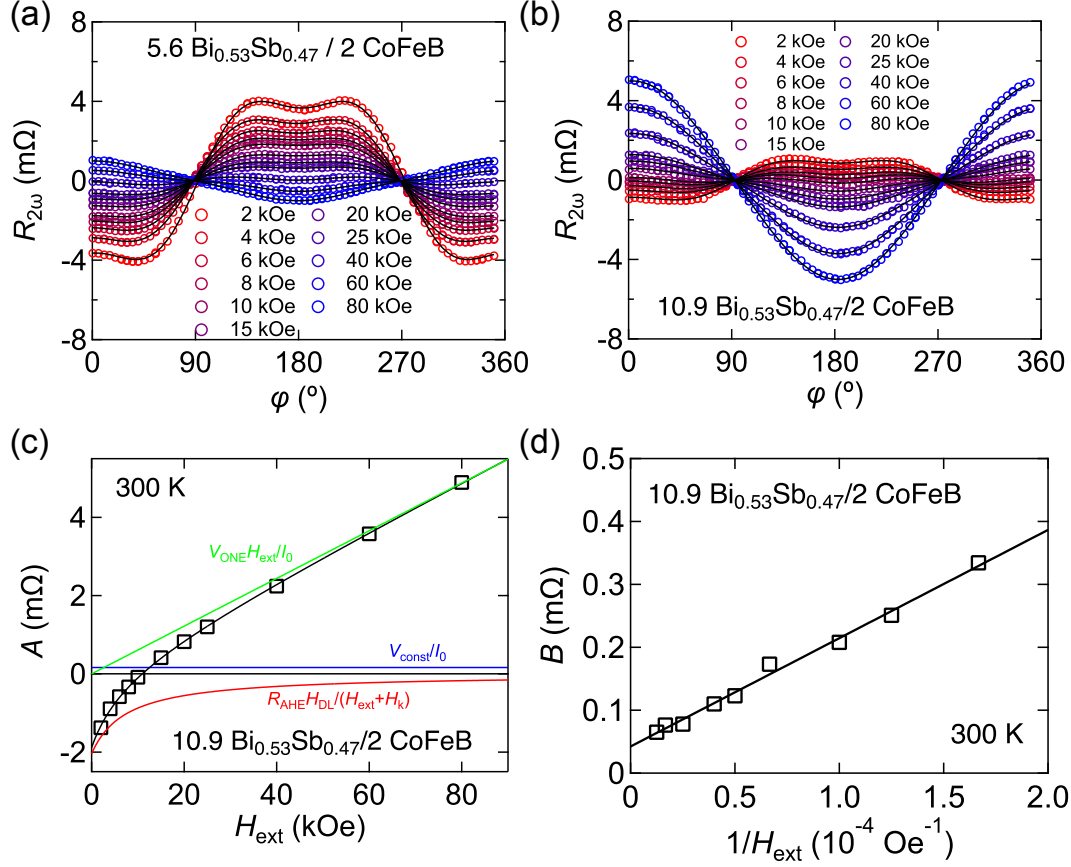 (a)
8
4
0
-4
-8
R2ω (mΩ)
5.6 Bi0.53Sb0.47 / 2 CoFeB
2 kOe
4 kOe
6 kOe
8 kOe
10 kOe
15 kOe
20 kOe
25 kOe
40 kOe
60 kOe
80 kOe
0 90 180 270 360
φ (º)
(b)
8
4
0
-4
-8
R2ω (mΩ)
2 kOe
4 kOe
6 kOe
8 kOe
10 kOe
15 kOe
20 kOe
25 kOe
40 kOe
60 kOe
80 kOe
10.9 Bi0.53Sb0.47/2 CoFeB
0 90 180 270 360
φ (º)
(c)
4
2
0
-2
A (mΩ)
300 K
VONEHext/I0
Vconst/I0
RAHEHDL/(Hext+Hk)
10.9 Bi0.53Sb0.47/2 CoFeB
0 20 40 60 80
Hext (kOe)
(d)
0.5
0.4
0.3
0.2
0.1
0
B (mΩ)
10.9 Bi0.53Sb0.47/2 CoFeB
300 K
0 0.5 1.0 1.5 2.0
1/Hext (10-4 Oe-1)